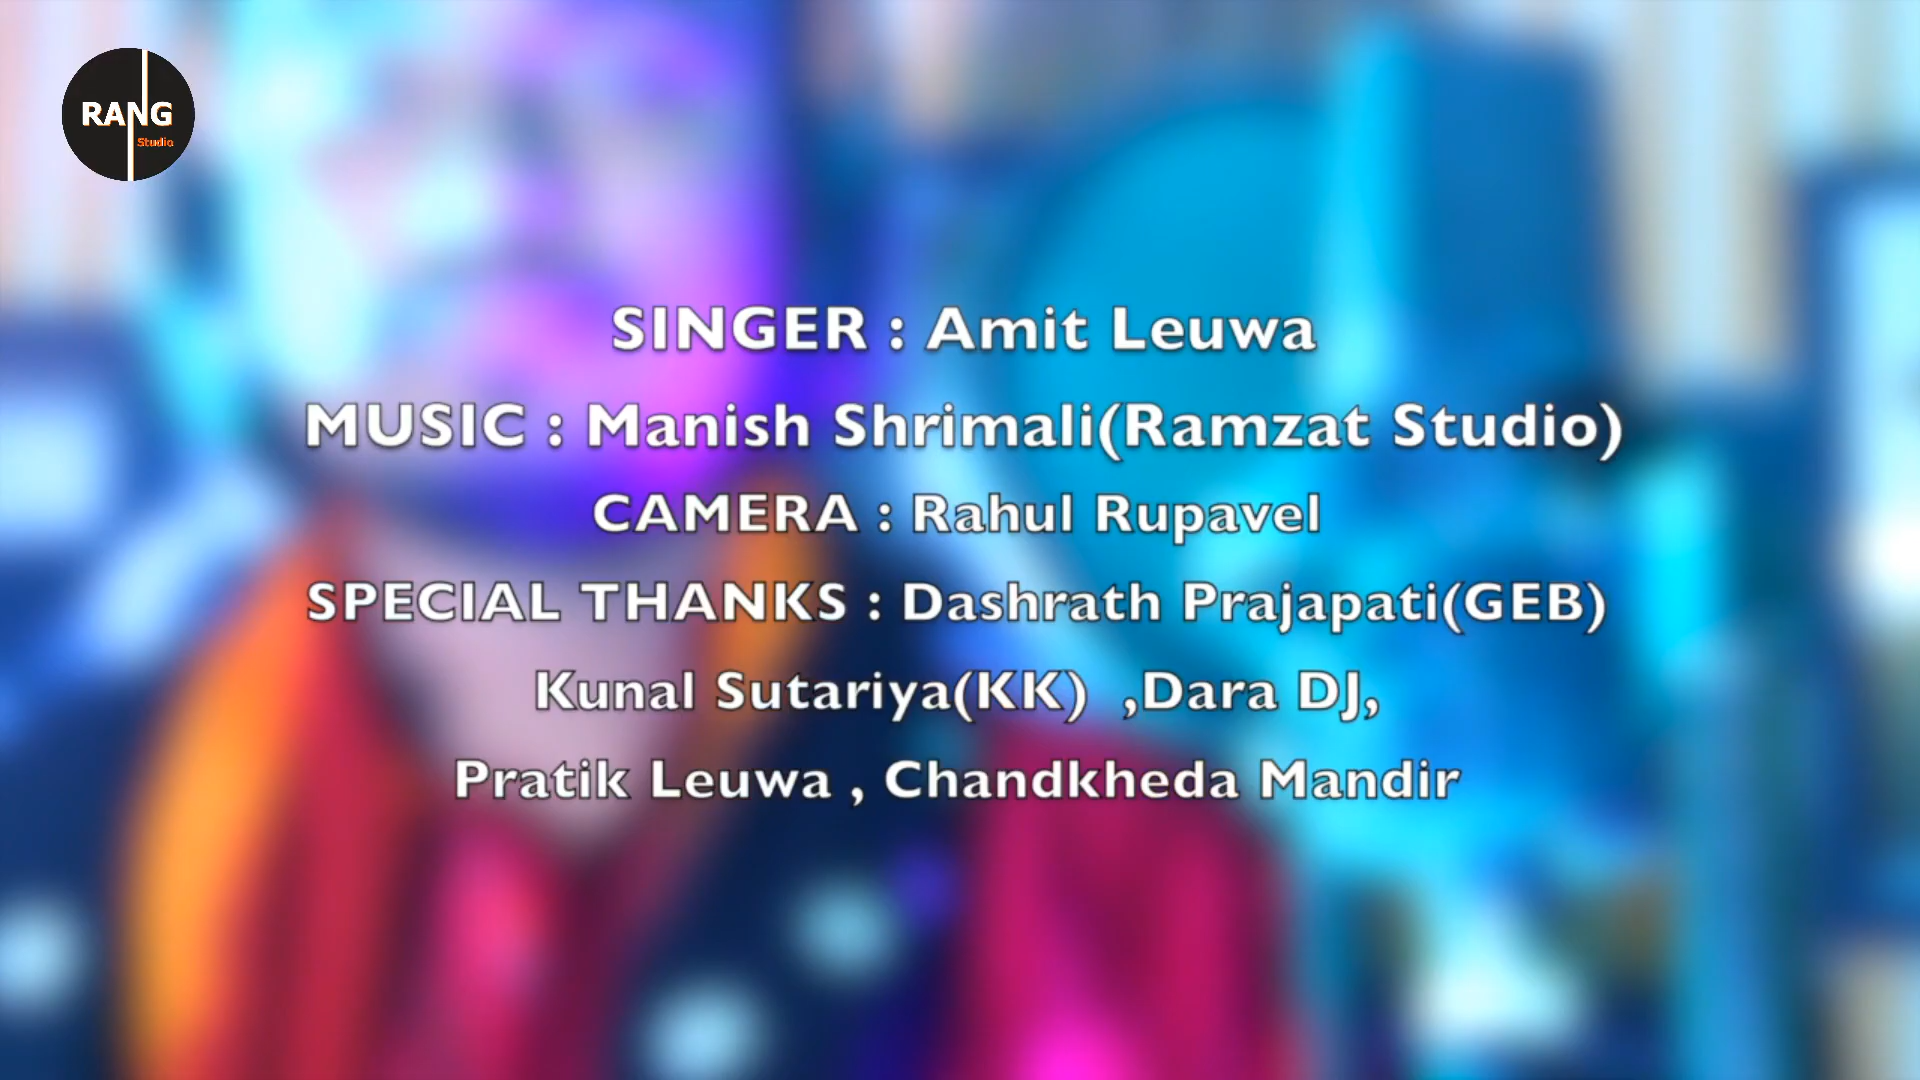 RANG
Studio
SINGER : Amit Leuwa
MUSIC : Manish Shrimali(Ramzat Studio)
CAMERA : Rahul Rupavel
SPECIAL THANKS : Dashrath Prajapati(GEB)
Kunal Sutariya(KK) ,Dara DJ,
Pratik Leuwa , Chandkheda Mandir